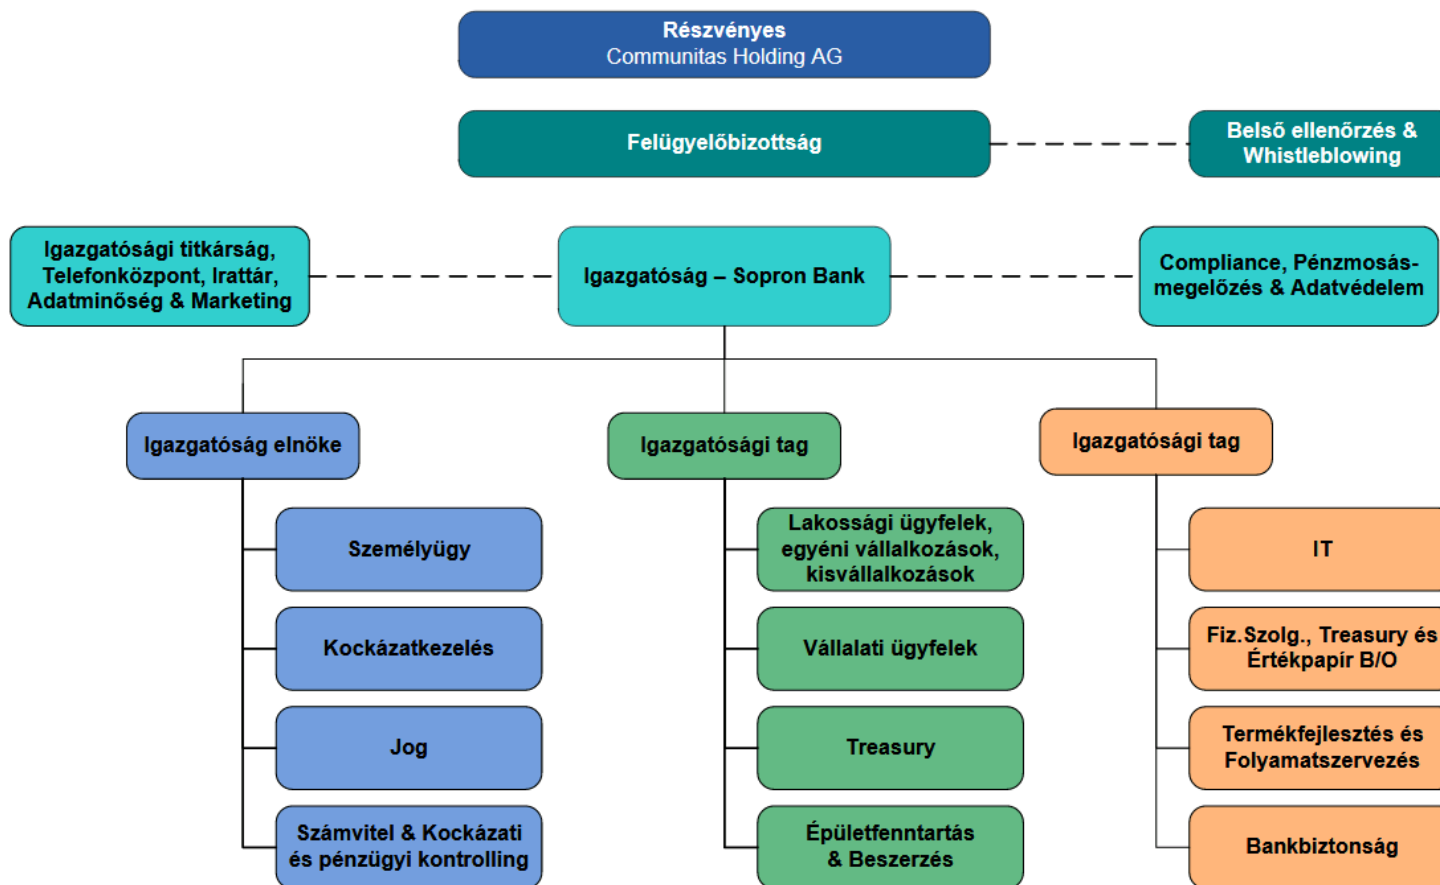 Részvényes
Communitas Holding AG
Felügyelőbizottság
Belső ellenőrzés &
Whistleblowing
Igazgatósági titkárság,
Telefonközpont, Irattár,
Adatminőség & Marketing
Igazgatóság – Sopron Bank
Compliance, Pénzmosás-
megelőzés & Adatvédelem
Igazgatóság elnöke
Igazgatósági tag
Igazgatósági tag
Személyügy
Kockázatkezelés
Jog
Számvitel & Kockázati
és pénzügyi kontrolling
Lakossági ügyfelek,
egyéni vállalkozások,
kisvállalkozások
Vállalati ügyfelek
Treasury
Épületfenntartás
& Beszerzés
IT
Fiz.Szolg., Treasury és
Értékpapír B/O
Termékfejlesztés és
Folyamatszervezés
Bankbiztonság